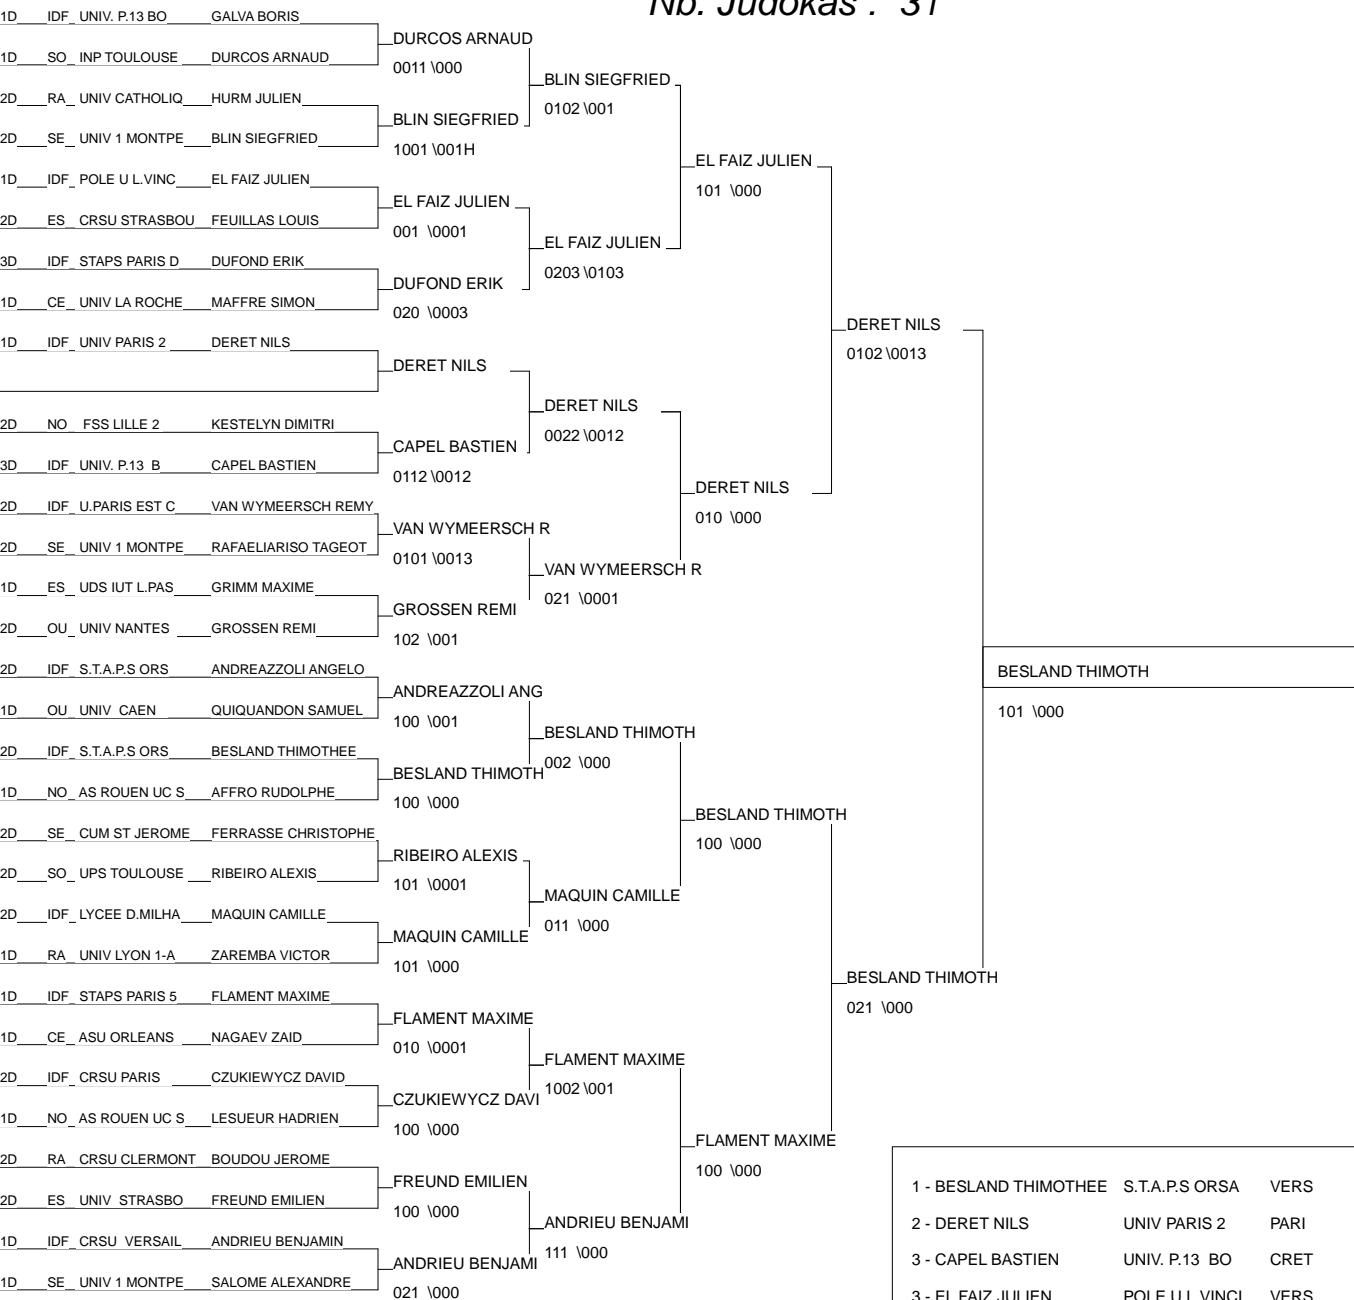 Nb. Judokas : 31
1D IDF UNIV. P.13 BO GALVA BORIS
DURCOS ARNAUD
1D SO INP TOULOUSE DURCOS ARNAUD
0011 \000
BLIN SIEGFRIED
2D RA UNIV CATHOLIQ HURM JULIEN
0102 \001
BLIN SIEGFRIED
2D SE UNIV 1 MONTPE BLIN SIEGFRIED
1001 \001H
EL FAIZ JULIEN
1D IDF POLE U L.VINC EL FAIZ JULIEN
101 \000
EL FAIZ JULIEN
2D ES CRSU STRASBOU FEUILLAS LOUIS
001 \0001
EL FAIZ JULIEN
3D IDF STAPS PARIS D DUFOND ERIK
0203 \0103
DUFOND ERIK
1D CE UNIV LA ROCHE MAFFRE SIMON
020 \0003
DERET NILS
1D IDF UNIV PARIS 2 DERET NILS
0102 \0013
DERET NILS
DERET NILS
2D NO FSS LILLE 2 KESTELYN DIMITRI
0022 \0012
CAPEL BASTIEN
3D IDF UNIV. P.13 B CAPEL BASTIEN
0112 \0012
DERET NILS
2D IDF U.PARIS EST C VAN WYMEERSCH REMY
010 \000
VAN WYMEERSCH R
2D SE UNIV 1 MONTPE RAFAELIARISO TAGEOT
0101 \0013
VAN WYMEERSCH R
1D ES UDS IUT L.PAS GRIMM MAXIME
021 \0001
GROSSEN REMI
2D OU UNIV NANTES GROSSEN REMI
102 \001
2D IDF S.T.A.P.S ORS ANDREAZZOLI ANGELO
BESLAND THIMOTH
ANDREAZZOLI ANG
1D OU UNIV CAEN QUIQUANDON SAMUEL
101 \000
100 \001
BESLAND THIMOTH
2D IDF S.T.A.P.S ORS BESLAND THIMOTHEE
002 \000
BESLAND THIMOTH
1D NO AS ROUEN UC S AFFRO RUDOLPHE
100 \000
BESLAND THIMOTH
2D SE CUM ST JEROME FERRASSE CHRISTOPHE
100 \000
RIBEIRO ALEXIS
2D SO UPS TOULOUSE RIBEIRO ALEXIS
101 \0001
MAQUIN CAMILLE
2D IDF LYCEE D.MILHA MAQUIN CAMILLE
011 \000
MAQUIN CAMILLE
1D RA UNIV LYON 1-A ZAREMBA VICTOR
101 \000
BESLAND THIMOTH
1D IDF STAPS PARIS 5 FLAMENT MAXIME
021 \000
FLAMENT MAXIME
1D CE ASU ORLEANS NAGAEV ZAID
010 \0001
FLAMENT MAXIME
2D IDF CRSU PARIS CZUKIEWYCZ DAVID
1002 \001
CZUKIEWYCZ DAVI
1D NO AS ROUEN UC S LESUEUR HADRIEN
100 \000
FLAMENT MAXIME
2D RA CRSU CLERMONT BOUDOU JEROME
100 \000
FREUND EMILIEN
2D ES UNIV STRASBO FREUND EMILIEN
100 \000
ANDRIEU BENJAMI
1D IDF CRSU VERSAIL ANDRIEU BENJAMIN
111 \000
ANDRIEU BENJAMI
1D SE UNIV 1 MONTPE SALOME ALEXANDRE
021 \000
1 - BESLAND THIMOTHEE S.T.A.P.S ORSA VERS
2 - DERET NILS UNIV PARIS 2 PARI
3 - CAPEL BASTIEN UNIV. P.13 BO CRET
3 - EL FAIZ JULIEN POLE U L.VINCI VERS